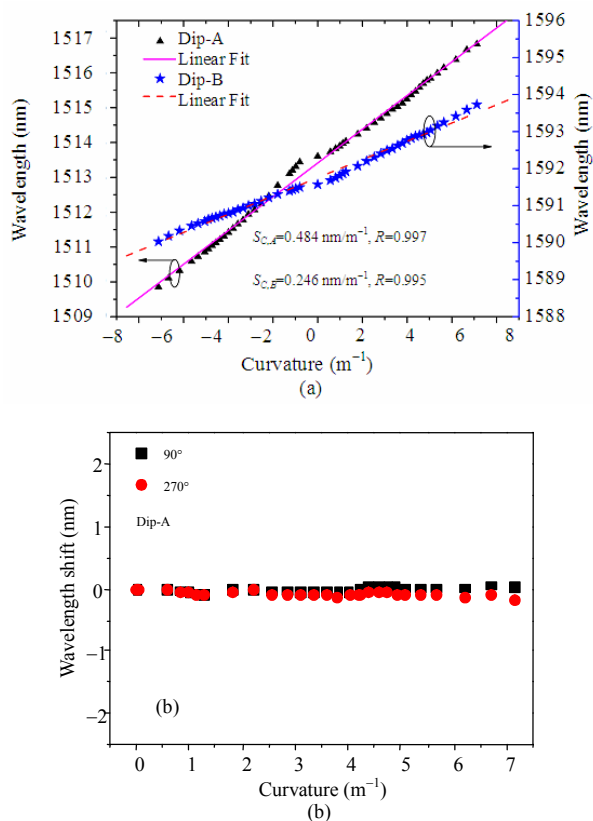 1517
1516
1515
1514
1513
1512
1511
1510
1509
Wavelength (nm)
Dip-A
Linear Fit
Dip-B
Linear Fit
S_{C,A}=0.484 nm/m⁻¹, R=0.997
S_{C,B}=0.246 nm/m⁻¹, R=0.995
1596
1595
1594
1593
1592
1591
1590
1589
1588
Wavelength (nm)
−8 −6 −4 −2 0 2 4 6 8
Curvature (m⁻¹)
(a)
2
1
0
−1
−2
Wavelength shift (nm)
90°
270°
Dip-A
(b)
0 1 2 3 4 5 6 7
Curvature (m⁻¹)
(b)